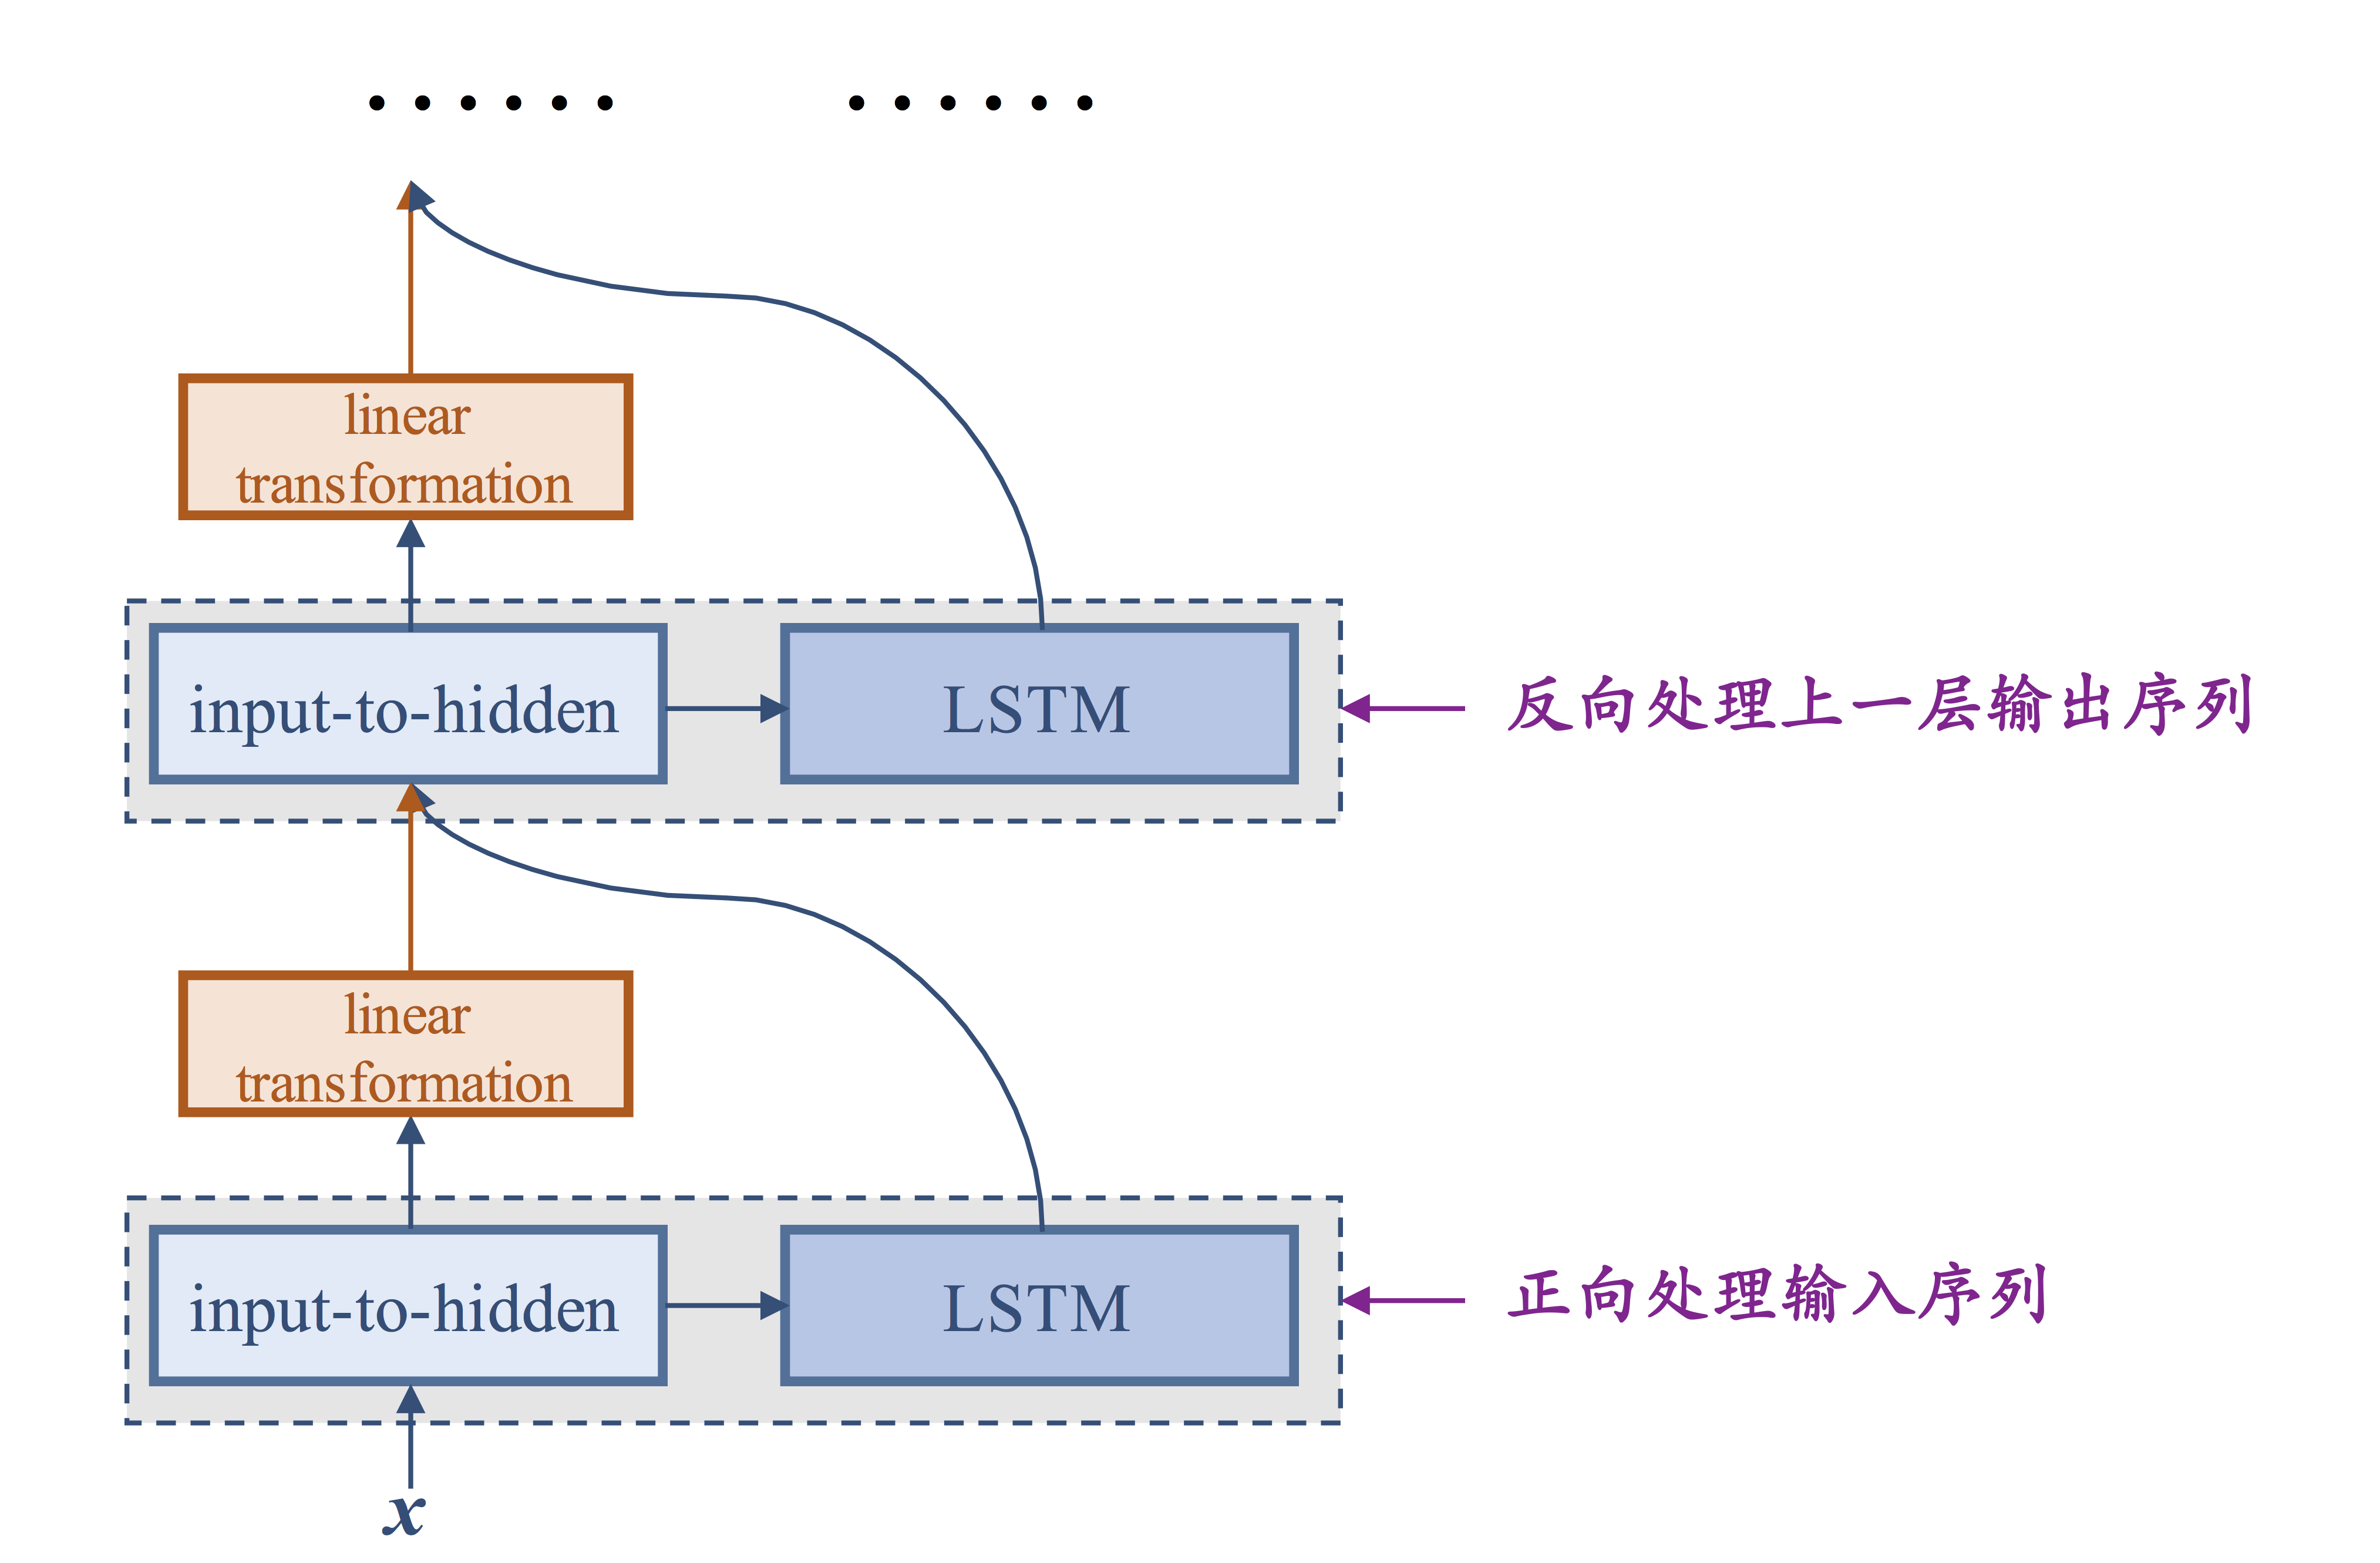 • • • • • • • • • • • •
linear
transformation
input-to-hidden LSTM 反向处理上一层输出序列
linear
transformation
input-to-hidden LSTM 正向处理输入序列
x